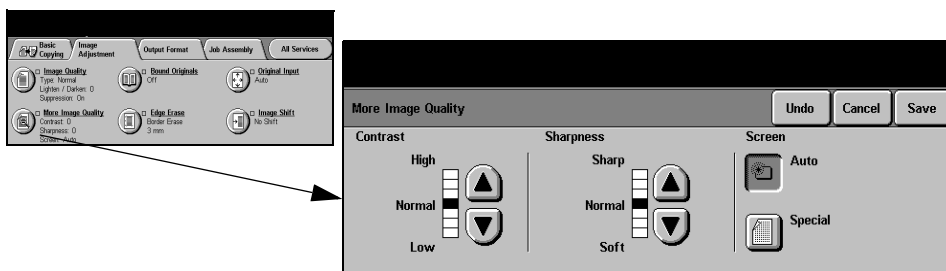 Basic Copying
Image Adjustment
Output Format
Job Assembly
All Services
Image Quality
Type: Normal
Lighten / Darken: 0
Suppression: On
Bound Originals
Off
Original Input
Auto
More Image Quality
Contrast: 0
Sharpness: 0
Screen: Auto
Edge Erase
Border Erase
3 mm
Image Shift
No Shift
More Image Quality
Undo
Cancel
Save
Contrast
High
Normal
Low
Sharpness
Sharp
Normal
Soft
Screen
Auto
Special